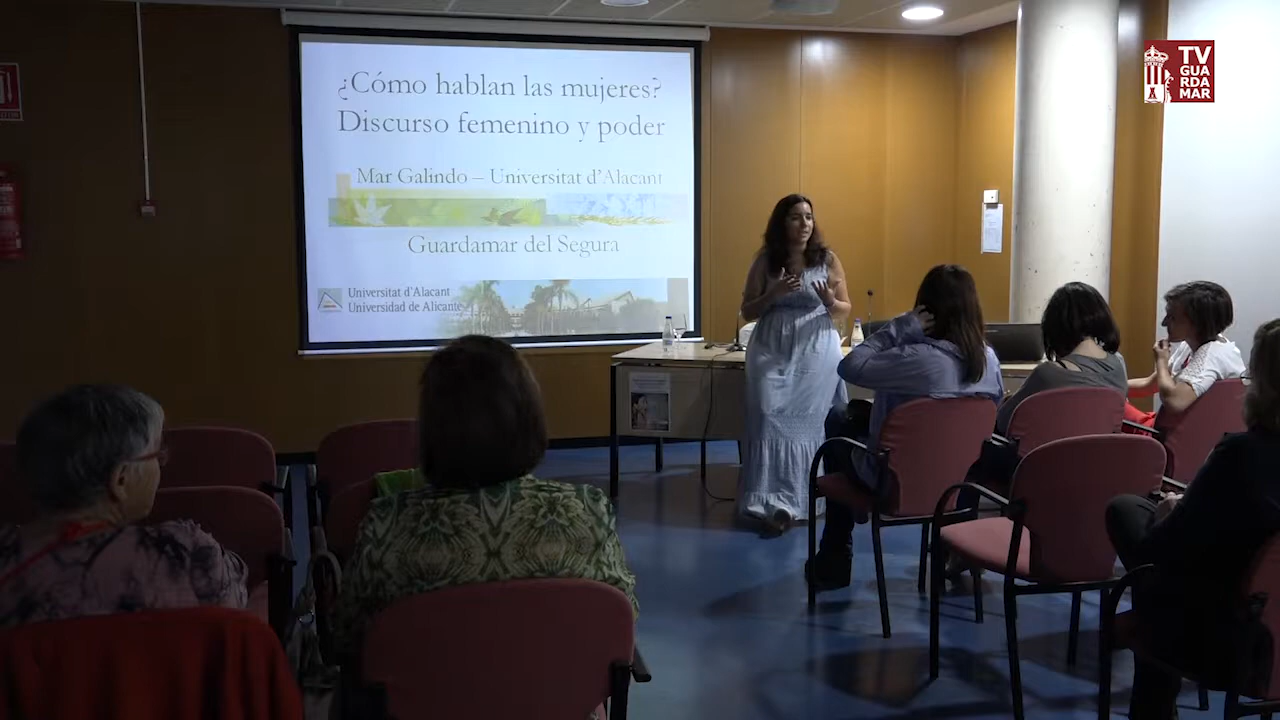 ¿Cómo hablan las mujeres?
Discurso femenino y poder
Mar Galindo – Universitat d'Alacant
Guardamar del Segura
Universitat d'Alacant
Universidad de Alicante
TV
GUA
RDA
MAR